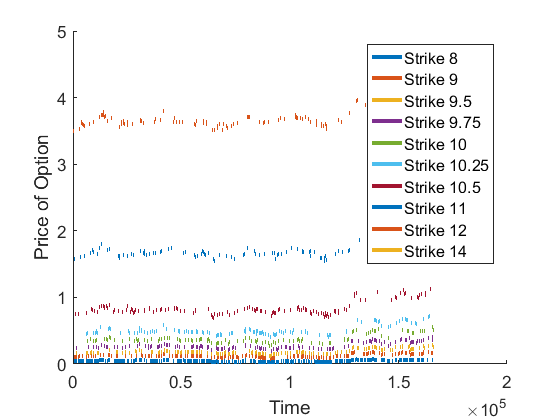 5
4
3
2
1
0
Price of Option
Strike 8
Strike 9
Strike 9.5
Strike 9.75
Strike 10
Strike 10.25
Strike 10.5
Strike 11
Strike 12
Strike 14
0 0.5 1 1.5 2
Time ×10⁵